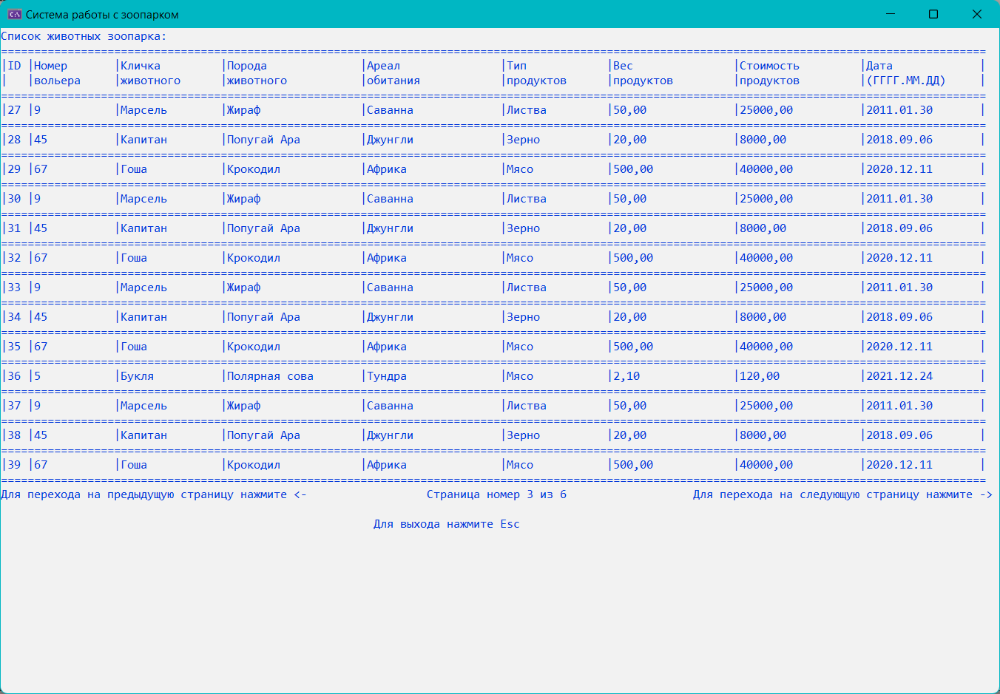 Система работы с зоопарком
Список животных зоопарка:
====================================================================================================================================================
|ID |Номер       |Кличка         |Порода              |Ареал               |Тип            |Вес               |Стоимость         |Дата             |
|   |вольера     |животного      |животного           |обитания            |продуктов      |продуктов         |продуктов         |(ГГГГ.ММ.ДД)     |
====================================================================================================================================================
|27 |9           |Марсель        |Жираф               |Саванна             |Листва         |50,00             |25000,00          |2011.01.30       |
====================================================================================================================================================
|28 |45          |Капитан        |Попугай Ара         |Джунгли             |Зерно          |20,00             |8000,00           |2018.09.06       |
====================================================================================================================================================
|29 |67          |Гоша           |Крокодил            |Африка              |Мясо           |500,00            |40000,00          |2020.12.11       |
====================================================================================================================================================
|30 |9           |Марсель        |Жираф               |Саванна             |Листва         |50,00             |25000,00          |2011.01.30       |
====================================================================================================================================================
|31 |45          |Капитан        |Попугай Ара         |Джунгли             |Зерно          |20,00             |8000,00           |2018.09.06       |
====================================================================================================================================================
|32 |67          |Гоша           |Крокодил            |Африка              |Мясо           |500,00            |40000,00          |2020.12.11       |
====================================================================================================================================================
|33 |9           |Марсель        |Жираф               |Саванна             |Листва         |50,00             |25000,00          |2011.01.30       |
====================================================================================================================================================
|34 |45          |Капитан        |Попугай Ара         |Джунгли             |Зерно          |20,00             |8000,00           |2018.09.06       |
====================================================================================================================================================
|35 |67          |Гоша           |Крокодил            |Африка              |Мясо           |500,00            |40000,00          |2020.12.11       |
====================================================================================================================================================
|36 |5           |Букля          |Полярная сова       |Тундра              |Мясо           |2,10              |120,00            |2021.12.24       |
====================================================================================================================================================
|37 |9           |Марсель        |Жираф               |Саванна             |Листва         |50,00             |25000,00          |2011.01.30       |
====================================================================================================================================================
|38 |45          |Капитан        |Попугай Ара         |Джунгли             |Зерно          |20,00             |8000,00           |2018.09.06       |
====================================================================================================================================================
|39 |67          |Гоша           |Крокодил            |Африка              |Мясо           |500,00            |40000,00          |2020.12.11       |
====================================================================================================================================================
Для перехода на предыдущую страницу нажмите <-                  Страница номер 3 из 6                   Для перехода на следующую страницу нажмите ->
Для выхода нажмите Esc